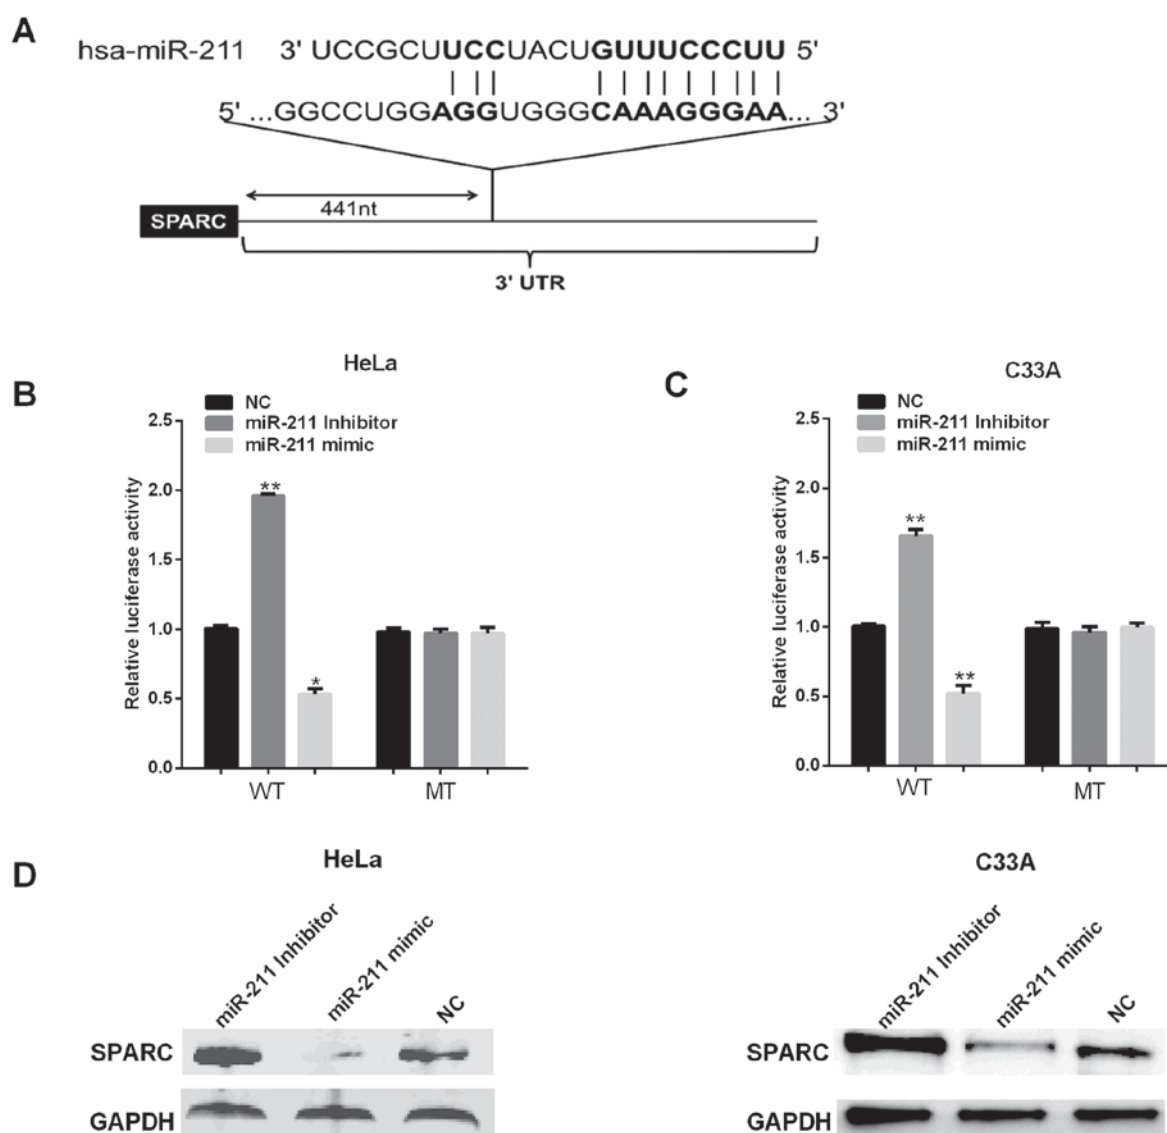 A
hsa-miR-211 3' UCCGCUUCCUACUGUUUCCCUU 5'
5' ...GGCCUGGAGGUGGGCAAAGGGAA... 3'
441nt
SPARC
3' UTR
B
HeLa
NC
miR-211 Inhibitor
miR-211 mimic
Relative luciferase activity
2.5
2.0
1.5
1.0
0.5
0.0
**
*
WT
MT
C
C33A
NC
miR-211 Inhibitor
miR-211 mimic
Relative luciferase activity
2.5
2.0
1.5
1.0
0.5
0.0
**
**
WT
MT
D
HeLa
miR-211 Inhibitor
miR-211 mimic
NC
SPARC
GAPDH
C33A
miR-211 Inhibitor
miR-211 mimic
NC
SPARC
GAPDH